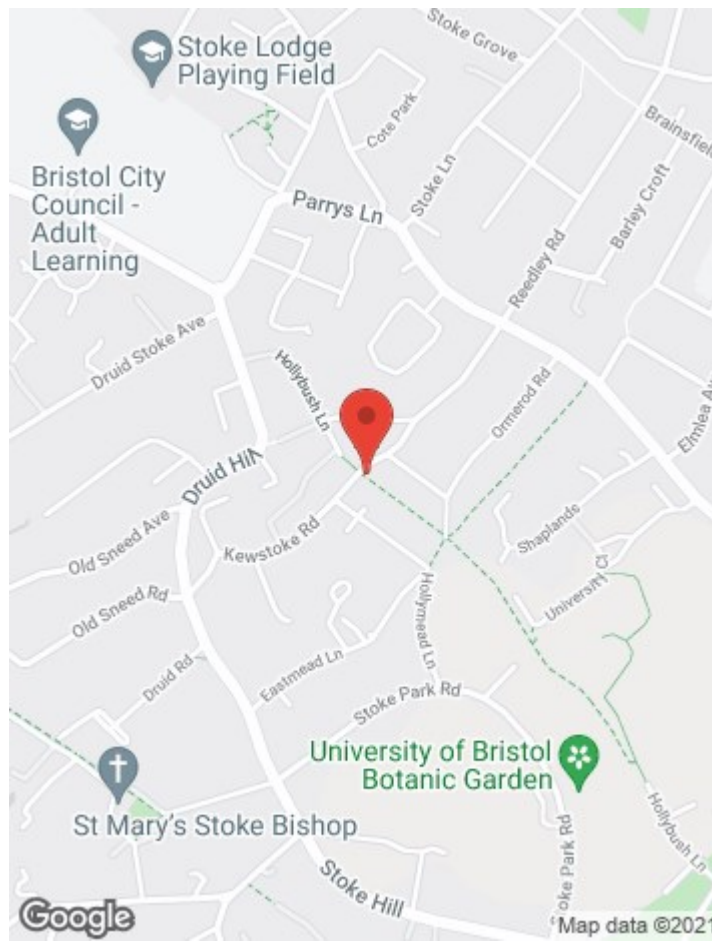 Stoke Grove
Stoke Lodge
Playing Field
Cote Park
Brainsfield
Bristol City
Council -
Adult
Learning
Stoke Ln
Barley Croft
Parrys Ln
Reedley Rd
Druid Stoke Ave
Hollybush Ln
Ormerod Rd
Elmlea Av
Druid Hill
Old Sneed Ave
Kewstoke Rd
Shaplands
University Cl
Old Sneed Rd
Hollymead Ln
Druid Rd
Eastmead Ln
Stoke Park Rd
University of Bristol
Botanic Garden
St Mary's Stoke Bishop
Hollybush Ln
Stoke Park Rd
Stoke Hill
Google
Map data ©2021